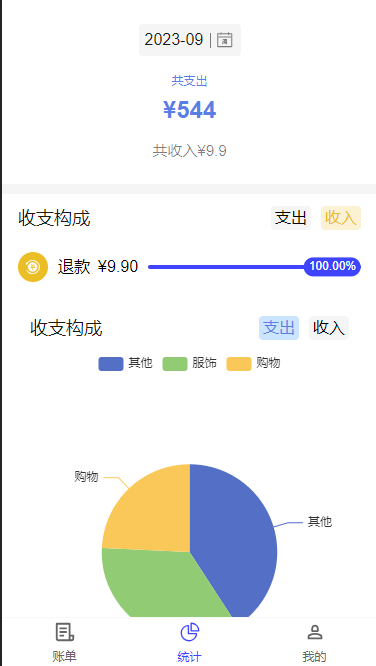 2023-09
共支出
¥544
共收入¥9.9
收支构成 支出 收入
退款 ¥9.90 100.00%
收支构成 支出 收入
其他 服饰 购物
购物
其他
账单 统计 我的